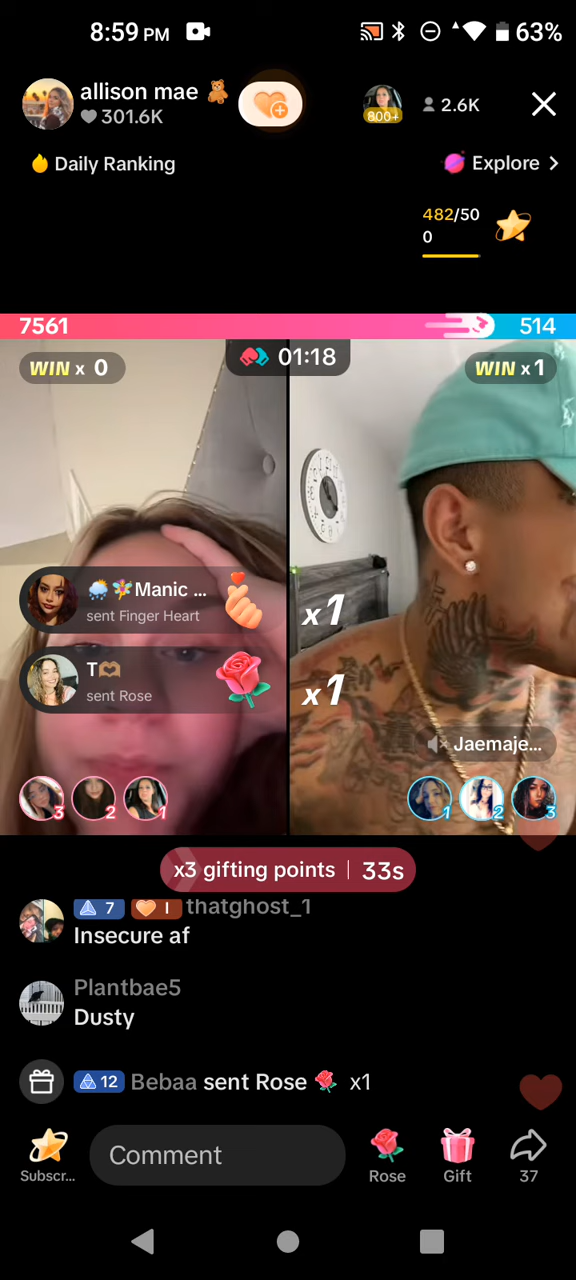 8:59 PM
63%
allison mae 🧸
301.6K
800+
2.6K
Daily Ranking
Explore >
482/50
0
7561
514
WIN x 0
01:18
WIN x 1
🌧️🧚Manic ...
sent Finger Heart
x1
T🫶🏽
sent Rose
x1
Jaemaje...
3
2
1
1
2
3
x3 gifting points | 33s
7
I
thatghost_1
Insecure af
Plantbae5
Dusty
12 Bebaa sent Rose 🌹 x1
Comment
Subscr...
Rose
Gift
37